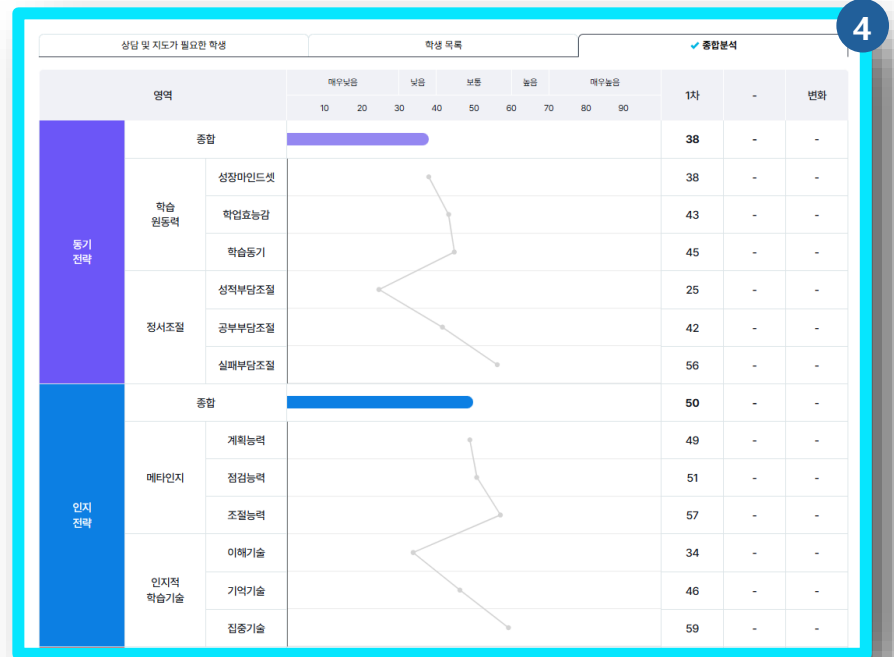 4
상담 및 지도가 필요한 학생
학생 목록
종합분석
영역
매우낮음 낮음 보통 높음 매우높음
10 20 30 40 50 60 70 80 90
1차
-
변화
동기
전략
종합 38 - -
학습
원동력
성장마인드셋 38 - -
학업효능감 43 - -
학습동기 45 - -
정서조절
성적부담조절 25 - -
공부부담조절 42 - -
실패부담조절 56 - -
인지
전략
종합 50 - -
메타인지
계획능력 49 - -
점검능력 51 - -
조절능력 57 - -
인지적
학습기술
이해기술 34 - -
기억기술 46 - -
집중기술 59 - -